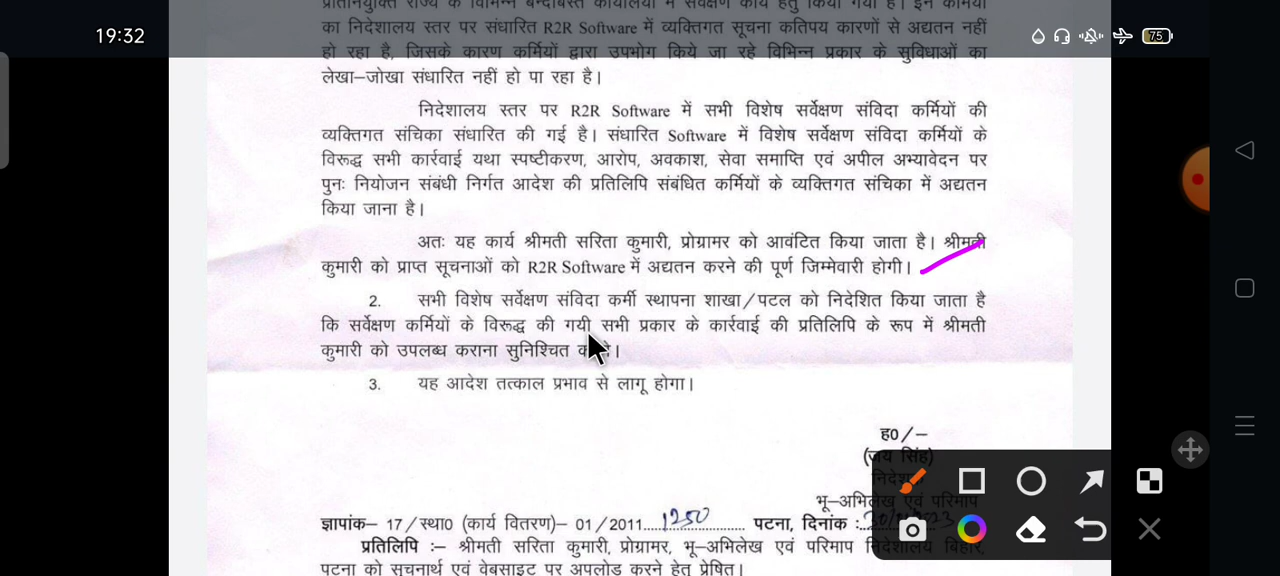 19:32
75
प्रतिनियुक्ति राज्य के विभिन्न बन्दोबस्त कार्यालयों में सर्वेक्षण कार्य हेतु किया गया है। इन कर्मियों
का निदेशालय स्तर पर संधारित R2R Software में व्यक्तिगत सूचना कतिपय कारणों से अद्यतन नहीं
हो रहा है, जिसके कारण कर्मियों द्वारा उपभोग किये जा रहे विभिन्न प्रकार के सुविधाओं का
लेखा–जोखा संधारित नहीं हो पा रहा है।
निदेशालय स्तर पर R2R Software में सभी विशेष सर्वेक्षण संविदा कर्मियों की
व्यक्तिगत संचिका संधारित की गई है। संधारित Software में विशेष सर्वेक्षण संविदा कर्मियों के
विरूद्ध सभी कार्रवाई यथा स्पष्टीकरण, आरोप, अवकाश, सेवा समाप्ति एवं अपील अभ्यावेदन पर
पुनः नियोजन संबंधी निर्गत आदेश की प्रतिलिपि संबंधित कर्मियों के व्यक्तिगत संचिका में अद्यतन
किया जाना है।
अतः यह कार्य श्रीमती सरिता कुमारी, प्रोग्रामर को आवंटित किया जाता है। श्रीमती
कुमारी को प्राप्त सूचनाओं को R2R Software में अद्यतन करने की पूर्ण जिम्मेवारी होगी।
2. सभी विशेष सर्वेक्षण संविदा कर्मी स्थापना शाखा/पटल को निदेशित किया जाता है
कि सर्वेक्षण कर्मियों के विरूद्ध की गयी सभी प्रकार के कार्रवाई की प्रतिलिपि के रूप में श्रीमती
कुमारी को उपलब्ध कराना सुनिश्चित
3. यह आदेश तत्काल प्रभाव से लागू होगा।
ह0/–
(जय सिंह)
निदेशक
भू–अभिलेख एवं परिमाप
ज्ञापांक– 17/स्था0 (कार्य वितरण)– 01/2011....1250.... पटना, दिनांक :..
प्रतिलिपि :– श्रीमती सरिता कुमारी, प्रोग्रामर, भू–अभिलेख एवं परिमाप निदेशालय बिहार,
पटना को सूचनार्थ एवं वेबसाइट पर अपलोड करने हेतु प्रेषित।